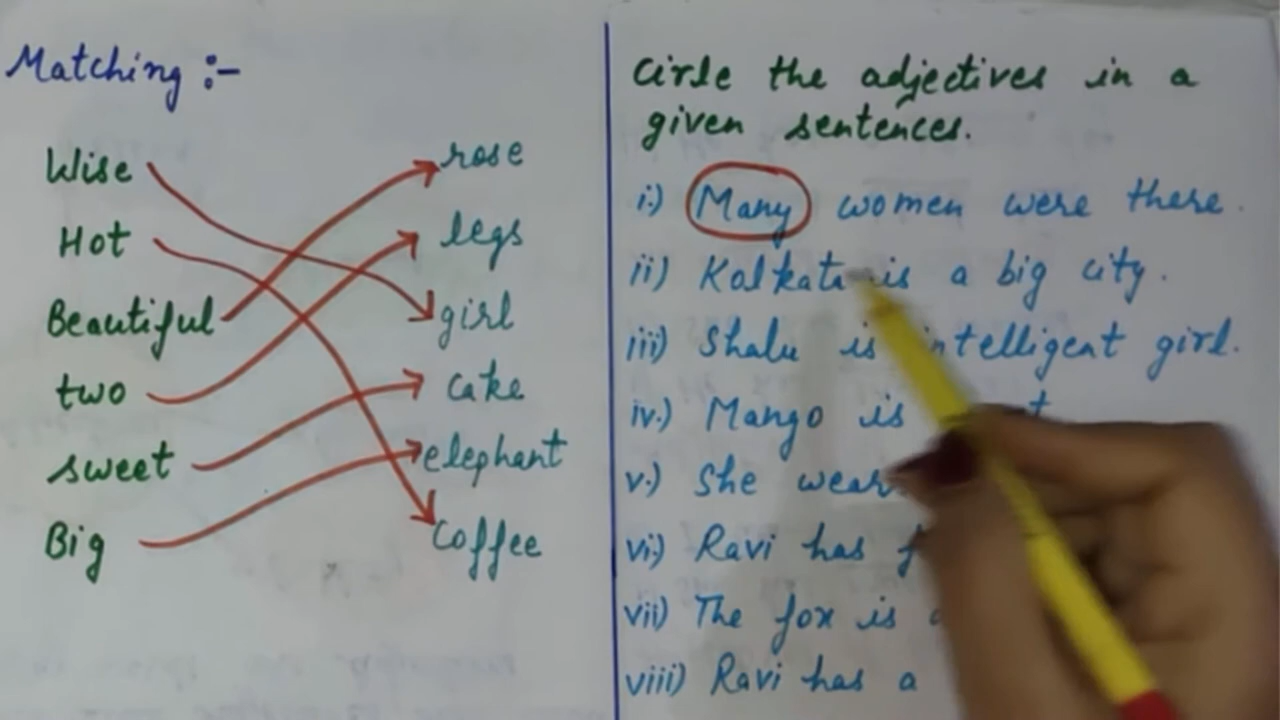 Matching :-
Wise
rose
Hot
legs
Beautiful
girl
two
cake
sweet
elephant
Big
Coffee
Cirle the adjectives in a
given sentences.
i.) Many women were there.
ii) Kolkata is a big city.
iii) Shalu is intelligent girl.
iv.) Mango is
v.) She
vi.) Ravi has
vii) The fox is
viii) Ravi has a